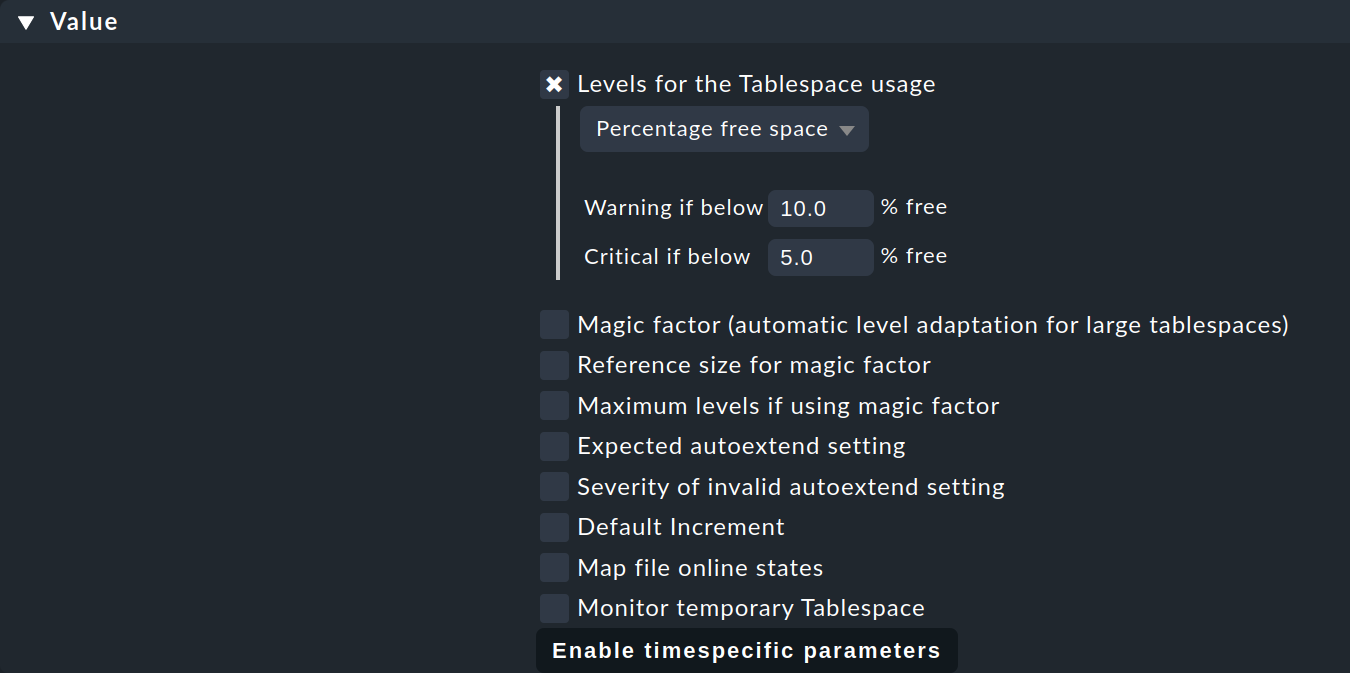 Value
Levels for the Tablespace usage
Percentage free space
Warning if below 10.0 % free
Critical if below 5.0 % free
Magic factor (automatic level adaptation for large tablespaces)
Reference size for magic factor
Maximum levels if using magic factor
Expected autoextend setting
Severity of invalid autoextend setting
Default Increment
Map file online states
Monitor temporary Tablespace
Enable timespecific parameters